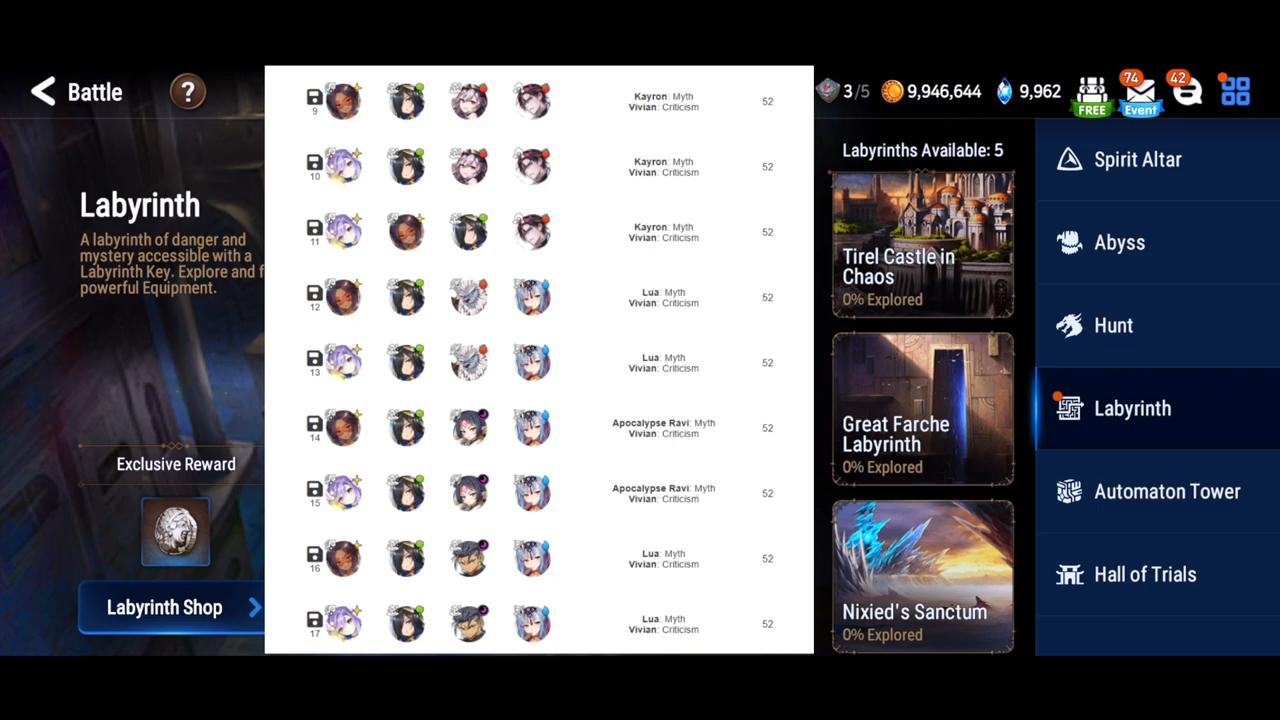 Battle
?
3/5
9,946,644
9,962
FREE
74
Event
42
Labyrinth
A labyrinth of danger and
mystery accessible with a
Labyrinth Key. Explore and f
powerful Equipment.
Exclusive Reward
Labyrinth Shop
9
Kayron: Myth
Vivian: Criticism
52
10
Kayron: Myth
Vivian: Criticism
52
11
Kayron: Myth
Vivian: Criticism
52
12
Lua: Myth
Vivian: Criticism
52
13
Lua: Myth
Vivian: Criticism
52
14
Apocalypse Ravi: Myth
Vivian: Criticism
52
15
Apocalypse Ravi: Myth
Vivian: Criticism
52
16
Lua: Myth
Vivian: Criticism
52
17
Lua: Myth
Vivian: Criticism
52
Labyrinths Available: 5
Tirel Castle in
Chaos
0% Explored
Great Farche
Labyrinth
0% Explored
Nixied's Sanctum
0% Explored
Spirit Altar
Abyss
Hunt
Labyrinth
Automaton Tower
Hall of Trials